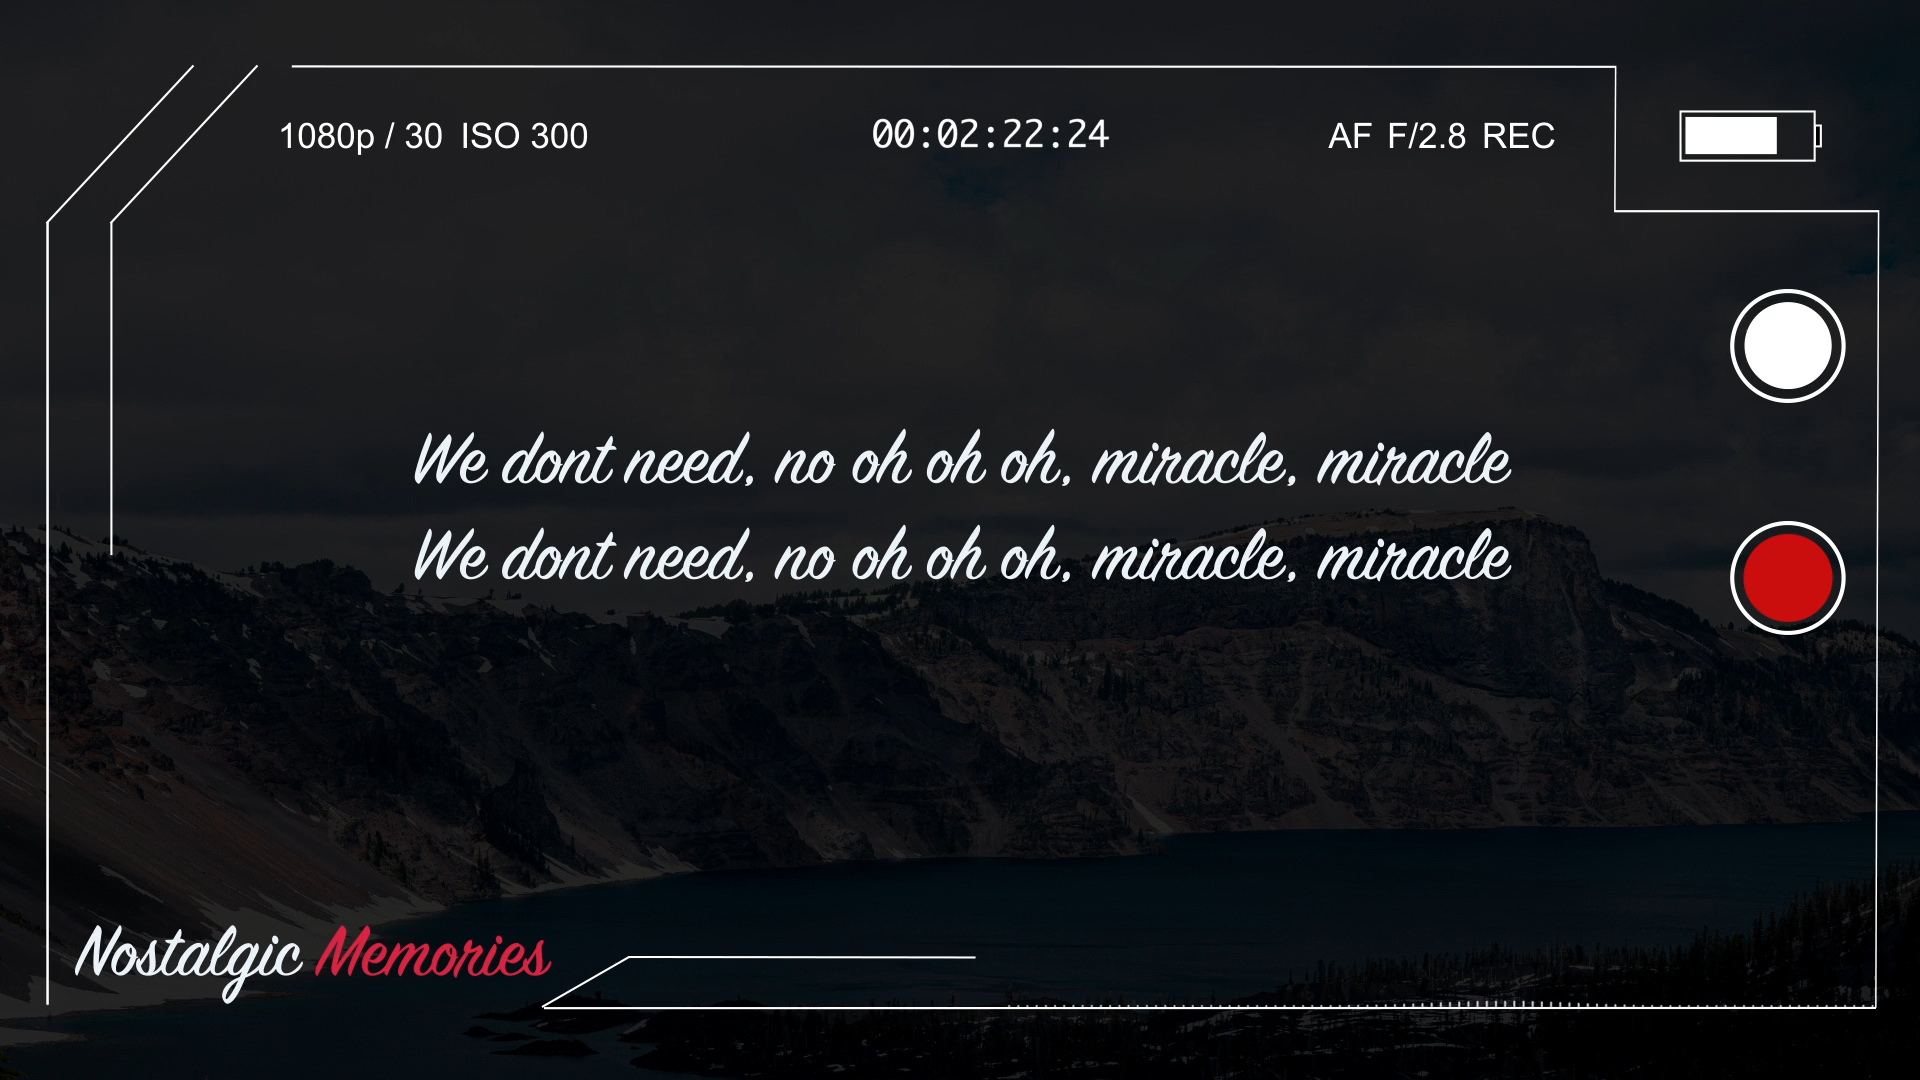 1080p / 30 ISO 300 00:02:22:24 AF F/2.8 REC
We dont need, no oh oh oh, miracle, miracle
We dont need, no oh oh oh, miracle, miracle
Nostalgic Memories